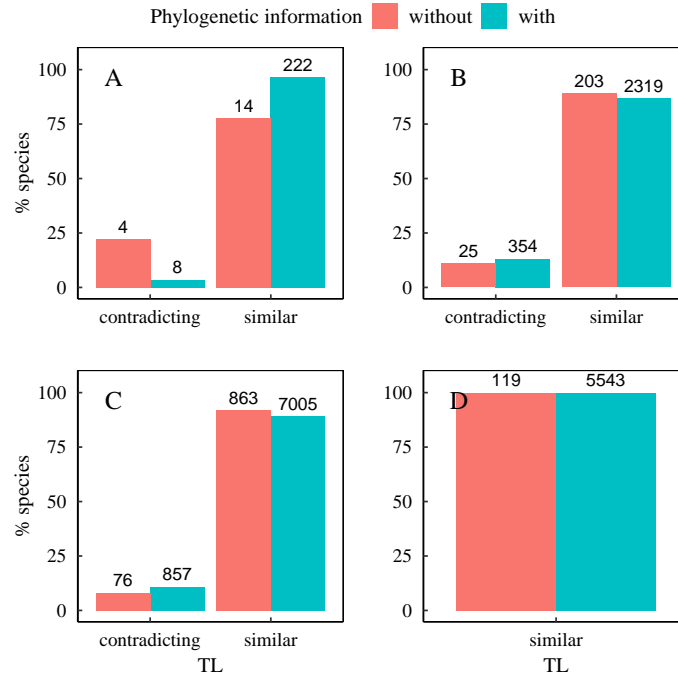 Phylogenetic information without with
A
100
75
50
25
0
% species
4
8
14
222
contradicting similar
B
100
75
50
25
0
25
354
203
2319
contradicting similar
C
100
75
50
25
0
% species
76
857
863
7005
contradicting similar
TL
D
100
75
50
25
0
119
5543
similar
TL